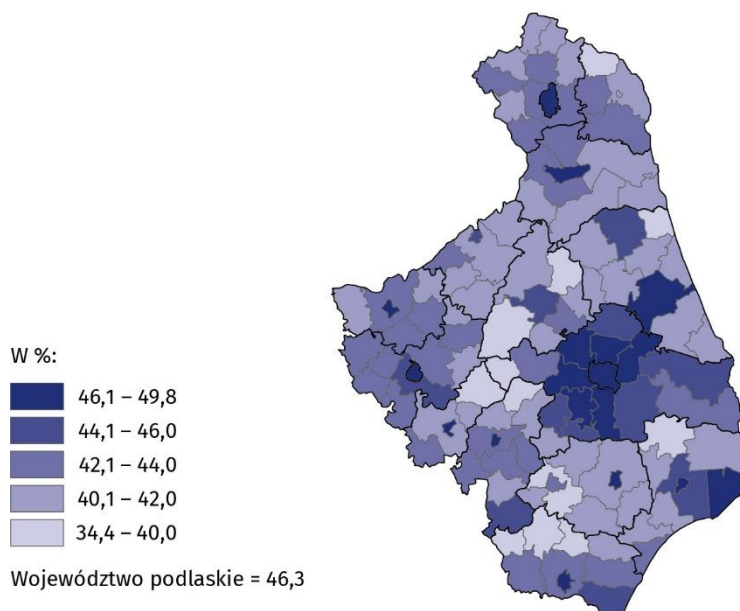 W %:
46,1 – 49,8
44,1 – 46,0
42,1 – 44,0
40,1 – 42,0
34,4 – 40,0
Województwo podlaskie = 46,3